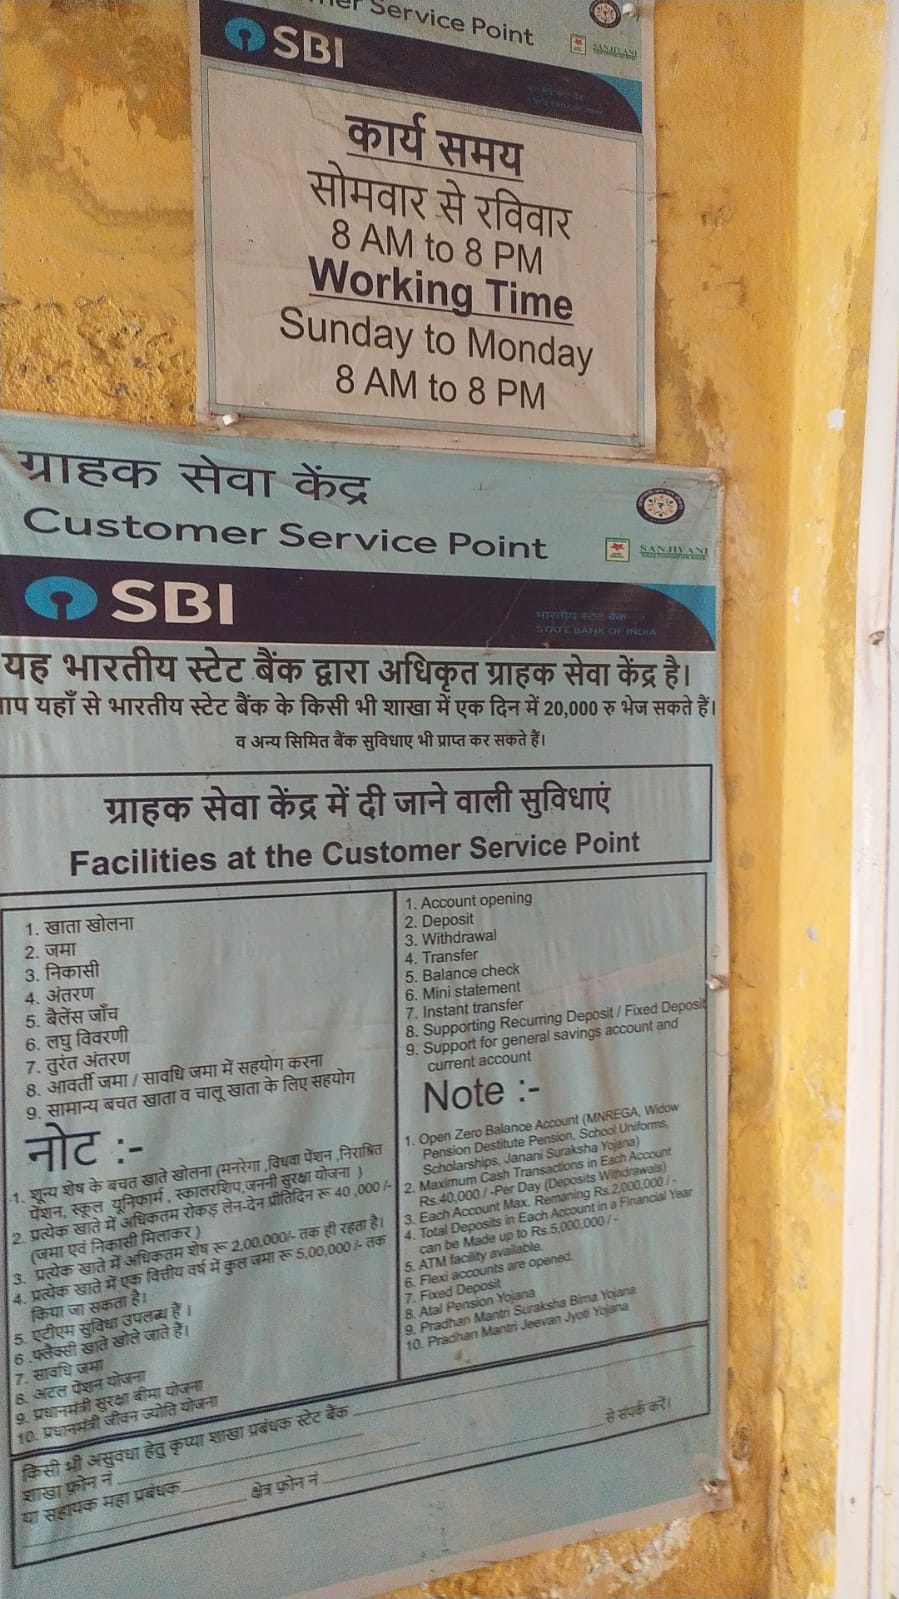 er Service Point
SANJIVANI
SBI
कार्य समय
सोमवार से रविवार
8 AM to 8 PM
Working Time
Sunday to Monday
8 AM to 8 PM
ग्राहक सेवा केंद्र
Customer Service Point
SANJIVANI
SBI
भारतीय स्टेट बैंक
STATE BANK OF INDIA
यह भारतीय स्टेट बैंक द्वारा अधिकृत ग्राहक सेवा केंद्र है।
ाप यहाँ से भारतीय स्टेट बैंक के किसी भी शाखा में एक दिन में 20,000 रु भेज सकते हैं।
व अन्य सिमित बैंक सुविधाए भी प्राप्त कर सकते हैं।
ग्राहक सेवा केंद्र में दी जाने वाली सुविधाएं
Facilities at the Customer Service Point
1. खाता खोलना
2. जमा
3. निकासी
4. अंतरण
5. बैलेंस जाँच
6. लघु विवरणी
7. तुरंत अंतरण
8. आवर्ती जमा / सावधि जमा में सहयोग करना
9. सामान्य बचत खाता व चालू खाता के लिए सहयोग
नोट :-
1. शून्य शेष के बचत खाते खोलना (मनरेगा ,विधवा पेंशन ,निराश्रित
पेंशन, स्कूल यूनिफार्म , स्कालरशिप,जननी सुरक्षा योजना )
2. प्रत्येक खाते में अधिकतम रोकड़ लेन-देन प्रीतिदिन रू 40 ,000 /-
(जमा एवं निकासी मिलाकर )
3. प्रत्येक खाते में अधिकतम शेष रू 2,00,000/- तक ही रहता है।
4. प्रत्येक खाते में एक वित्तीय वर्ष में कुल जमा रू 5,00,000 /- तक
किया जा सकता है।
5. एटीएम सुविधा उपलब्ध हैं ।
6 .फ्लैक्सी खाते खोले जाते हैं।
7. सावधि जमा
8. अटल पेंशन योजना
9. प्रधानमंत्री सुरक्षा बीमा योजना
10. प्रधानमंत्री जीवन ज्योति योजना
1. Account opening
2. Deposit
3. Withdrawal
4. Transfer
5. Balance check
6. Mini statement
7. Instant transfer
8. Supporting Recurring Deposit / Fixed Deposit
9. Support for general savings account and
current account
Note :-
1. Open Zero Balance Account (MNREGA, Widow
Pension Destitute Pension, School Uniforms,
Scholarships, Janani Suraksha Yojana)
2. Maximum Cash Transactions in Each Account
Rs.40,000 / -Per Day (Deposits Withdrawals)
3. Each Account Max. Remaning Rs.2,000,000 / -
4. Total Deposits in Each Account in a Financial Year
can be Made up to Rs.5,000,000 / -
5. ATM facility available.
6. Flexi accounts are opened.
7. Fixed Deposit
8. Atal Pension Yojana
9. Pradhan Mantri Suraksha Bima Yojana
10. Pradhan Mantri Jeevan Jyoti Yojana
किसी भी असुवधा हेतु कृप्या शाखा प्रबंधक स्टेट बैंक
शाखा फ़ोन नं से संपर्क करें।
या सहायक महा प्रबंधक क्षेत्र फ़ोन नं